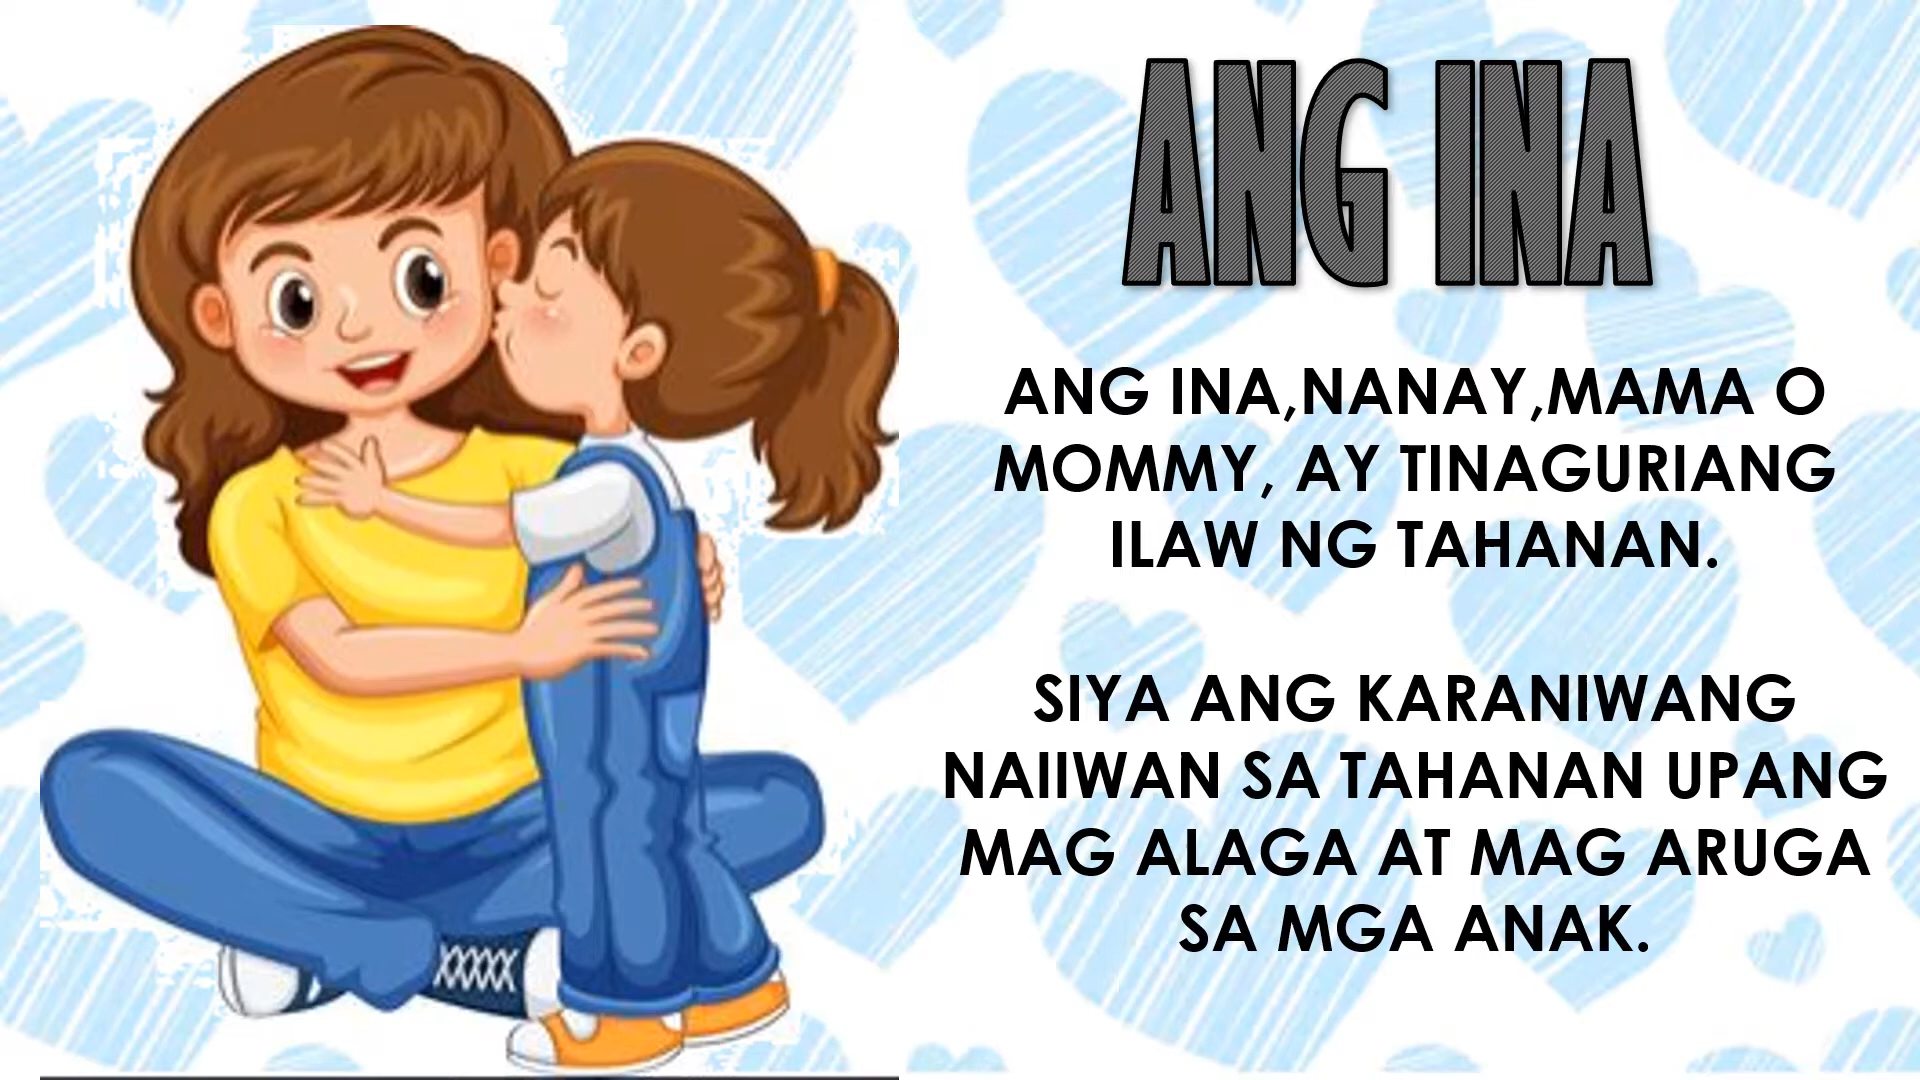 ANG INA
ANG INA,NANAY,MAMA O
MOMMY, AY TINAGURIANG
ILAW NG TAHANAN.
SIYA ANG KARANIWANG
NAIIWAN SA TAHANAN UPANG
MAG ALAGA AT MAG ARUGA
SA MGA ANAK.